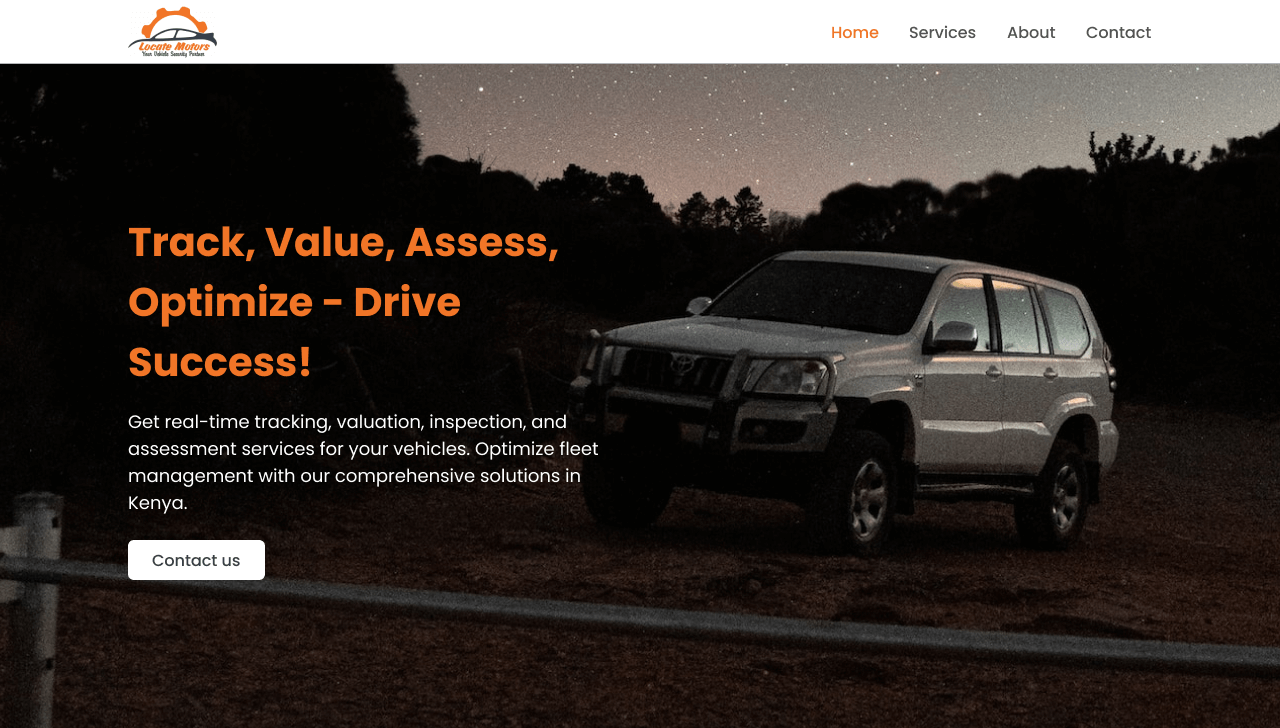 Locate Motors
Your Vehicle Security Partner
Home Services About Contact
Track, Value, Assess,
Optimize - Drive
Success!
Get real-time tracking, valuation, inspection, and
assessment services for your vehicles. Optimize fleet
management with our comprehensive solutions in
Kenya.
Contact us